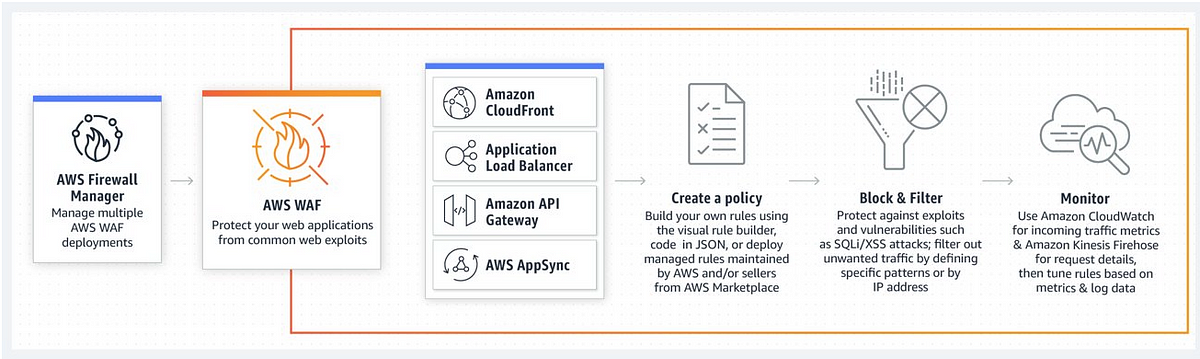 AWS Firewall
Manager
Manage multiple
AWS WAF
deployments
AWS WAF
Protect your web applications
from common web exploits
Amazon
CloudFront
Application
Load Balancer
Amazon API
Gateway
AWS AppSync
Create a policy
Build your own rules using
the visual rule builder,
code in JSON, or deploy
managed rules maintained
by AWS and/or sellers
from AWS Marketplace
Block & Filter
Protect against exploits
and vulnerabilities such
as SQLi/XSS attacks; filter out
unwanted traffic by defining
specific patterns or by
IP address
Monitor
Use Amazon CloudWatch
for incoming traffic metrics
& Amazon Kinesis Firehose
for request details,
then tune rules based on
metrics & log data